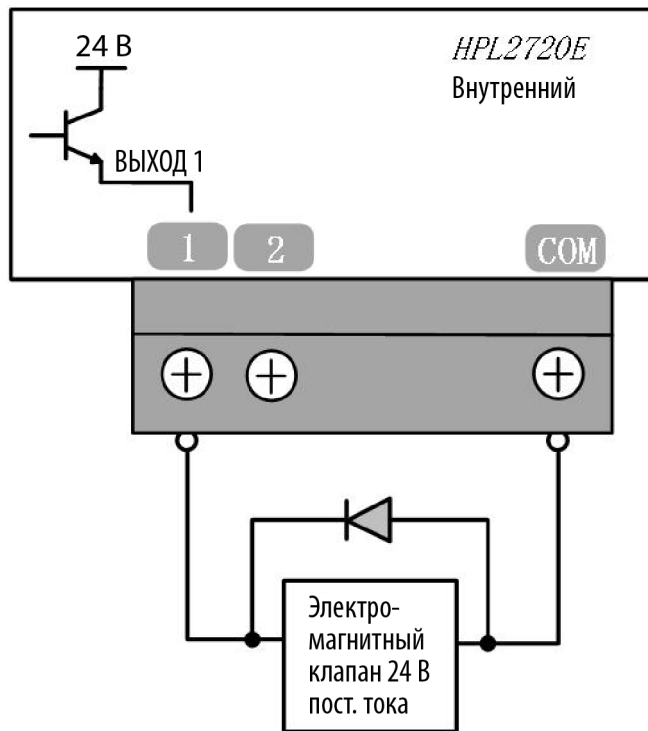 24 В
HPL2720E
Внутренний
ВЫХОД 1
1
2
COM
Электро-
магнитный
клапан 24 В
пост. тока